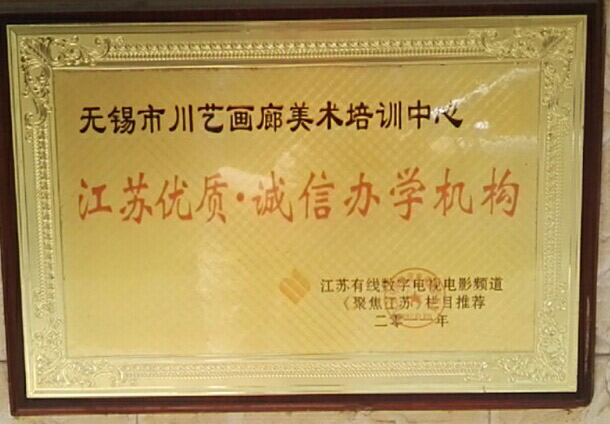 无锡市川艺画廊美术培训中心
江苏优质·诚信办学机构
江苏有线数字电视电影频道
《聚焦江苏》栏目推荐
二零一 年